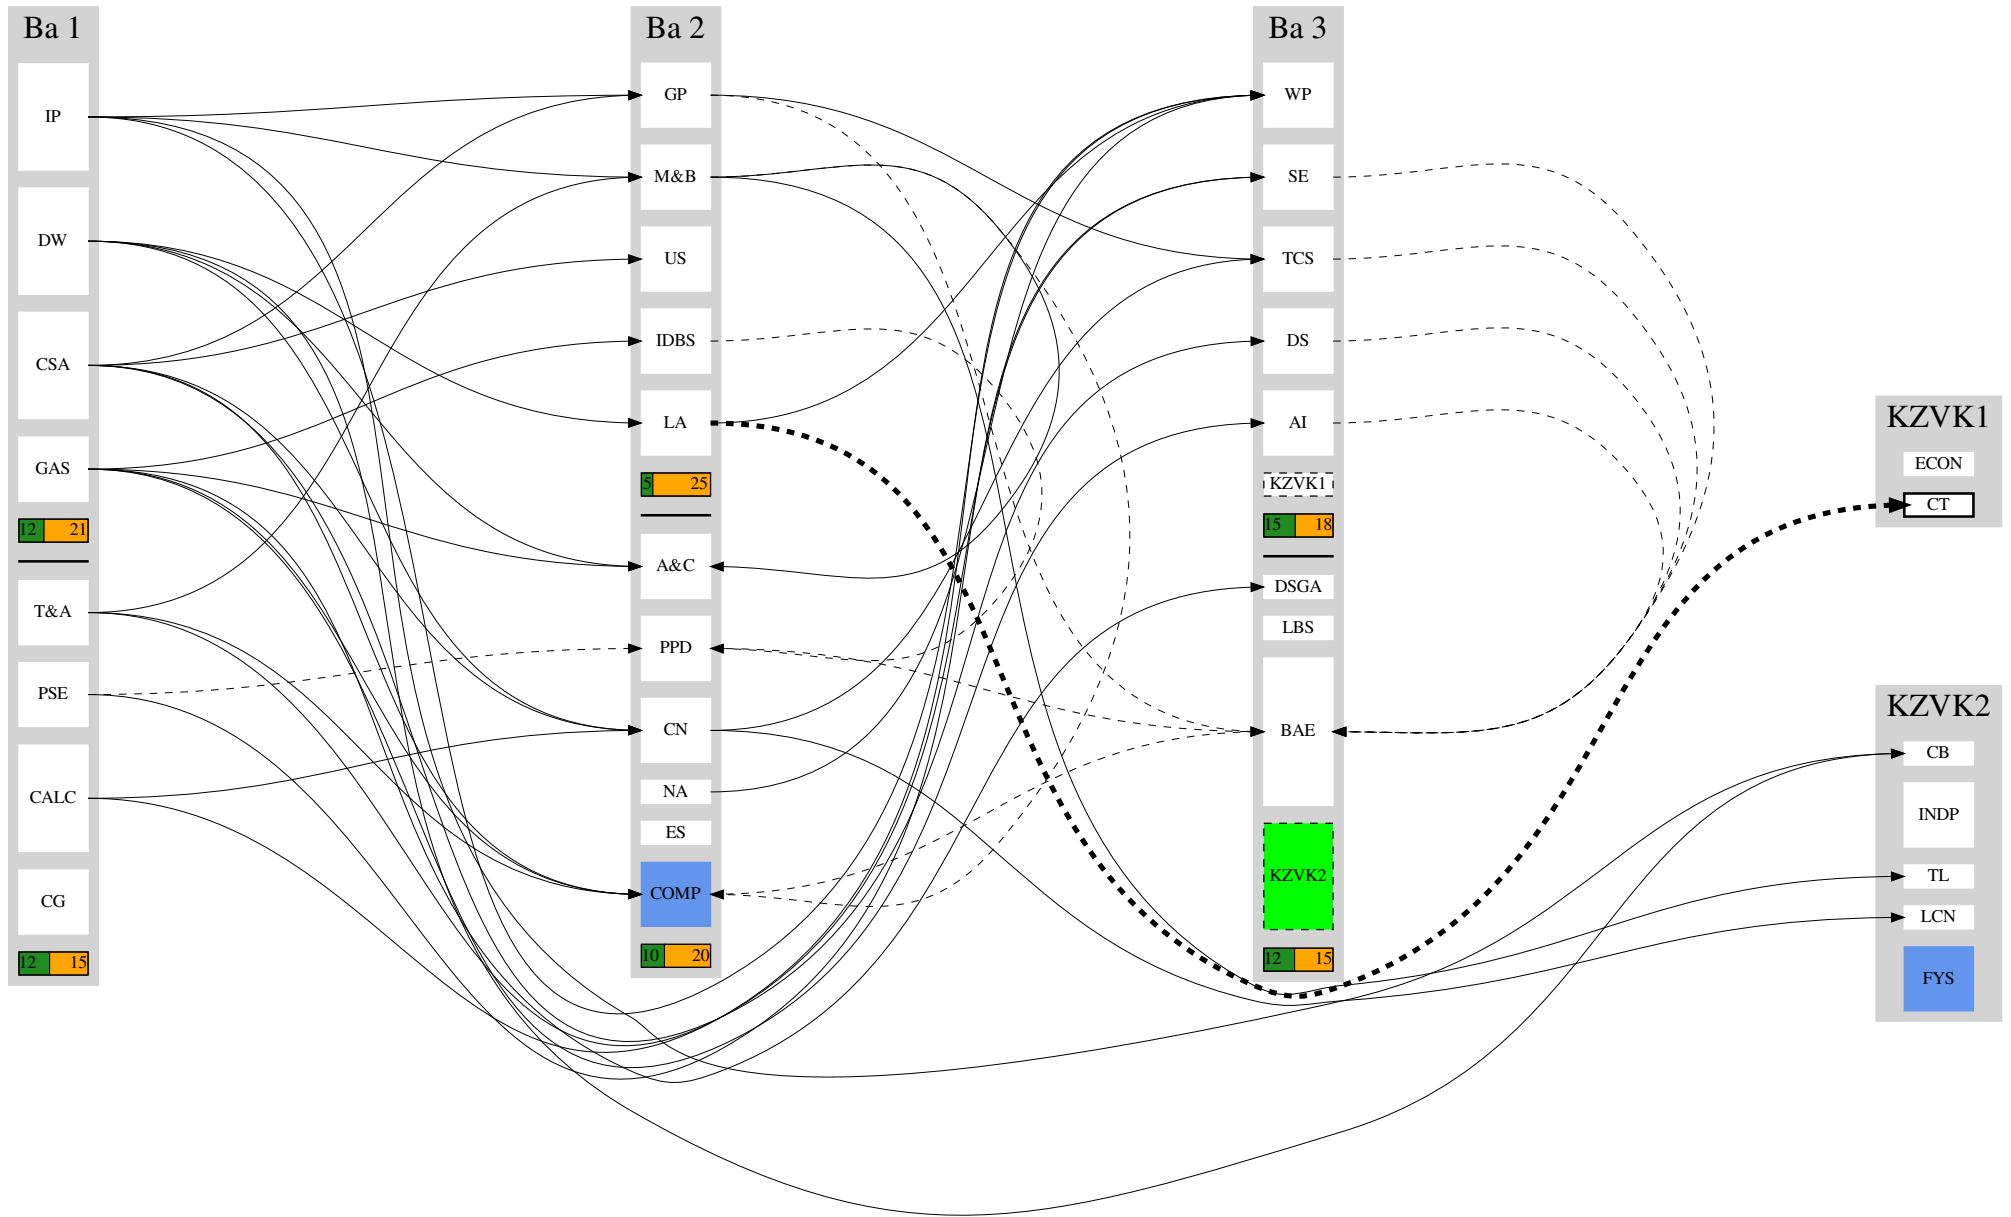 Ba 1
IP
DW
CSA
GAS
12 21
T&A
PSE
CALC
CG
12 15
Ba 2
GP
M&B
US
IDBS
LA
5 25
A&C
PPD
CN
NA
ES
COMP
10 20
Ba 3
WP
SE
TCS
DS
AI
KZVK1
15 18
DSGA
LBS
BAE
KZVK2
12 15
KZVK1
ECON
CT
KZVK2
CB
INDP
TL
LCN
FYS